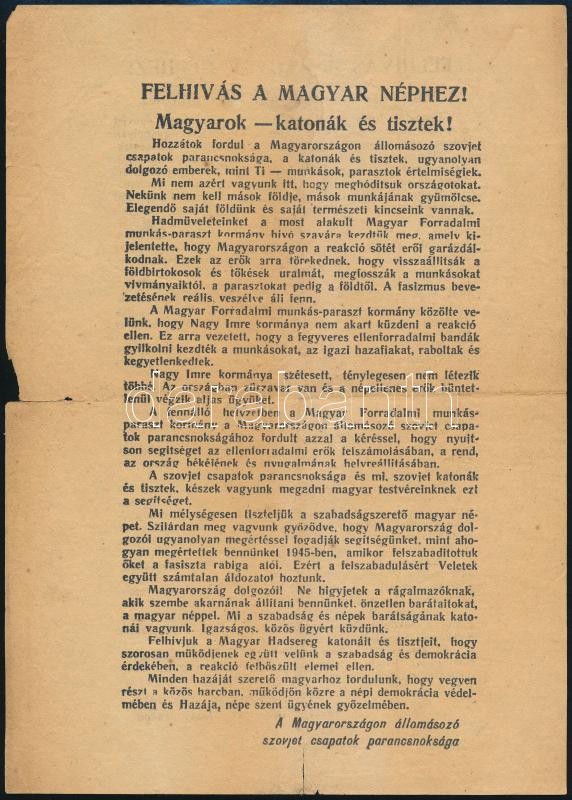 FELHIVÁS A MAGYAR NÉPHEZ!
Magyarok — katonák és tisztek!
Hozzátok fordul a Magyarországon állomásozó szovjet
csapatok parancsnoksága, a katonák és tisztek, ugyanolyan
dolgozó emberek, mint Ti — munkások, parasztok értelmiségiek.
Mi nem azért vagyunk itt, hogy meghódítsuk országotokat.
Nekünk nem kell mások földje, mások munkájának gyümölcse.
Elegendő saját földünk és saját természeti kincseink vannak.
Hadműveleteinket a most alakult Magyar Forradalmi
munkás-paraszt kormány hivó szavára kezdtük meg, amely ki-
jelentette, hogy Magyarországon a reakció sötét erői garázdál-
kodnak. Ezek az erők arra törekednek, hogy visszaállítsák a
földbirtokosok és tőkések uralmát, megfosszák a munkásokat
vívmányaiktól, a parasztokat pedig a földtől. A fasizmus beve-
zetésének reális veszélye áll fenn.
A Magyar Forradalmi munkás-paraszt kormány közölte ve-
lünk, hogy Nagy Imre kormánya nem akart küzdeni a reakció
ellen. Ez arra vezetett, hogy a fegyveres ellenforradalmi bandák
gyilkolni kezdték a munkásokat, az igazi hazafiakat, raboltak és
kegyetlenkedtek.
Nagy Imre kormánya szétesett, ténylegesen nem létezik
többé. Az országban zűrzavar van és a népellenes erők büntet-
lenül végzik aljas ügyüket.
A fennálló helyzetben a Magyar Forradalmi munkás-
paraszt kormány a Magyarországon állomásozó szovjet csapa-
tok parancsnokságához fordult azzal a kéréssel, hogy nyujt-
son segitséget az ellenforradalmi erők felszámolásában, a rend,
az ország békéjének és nyugalmának helyreállításában.
A szovjet csapatok parancsnoksága és mi, szovjet katonák
és tisztek, készek vagyunk megadni magyar testvéreinknek ezt
a segítséget.
Mi mélységesen tiszteljük a szabadságszerető magyar né-
pet. Szilárdan meg vagyunk győződve, hogy Magyarország dol-
gozói ugyanolyan megértéssel fogadják segítségünket, mint aho-
gyan megértettek bennünket 1945-ben, amikor felszabaditottuk
őket a fasiszta rabiga alól. Ezért a felszabadulásért Veletek
együtt számtalan áldozatot hoztunk.
Magyarország dolgozói! Ne higyjetek a rágalmazóknak,
akik szembe akarnának állítani bennünket, önzetlen barátaitokat,
a magyar néppel. Mi a szabadság és népek barátságának kato-
nái vagyunk. Igazságos, közös ügyért küzdünk.
Felhívjuk a Magyar Hadsereg katonáit és tisztjeit, hogy
szorosan működjenek együtt velünk a szabadság és demokrácia
érdekében, a reakció felbőszült elemei ellen.
Minden hazáját szerető magyarhoz fordulunk, hogy vegyen
részt a közös harcban, működjön közre a népi demokrácia védel-
mében és Hazája, népe szent ügyének győzelmében.
A Magyarországon állomásozó
szovjet csapatok parancsnoksága
darabanth